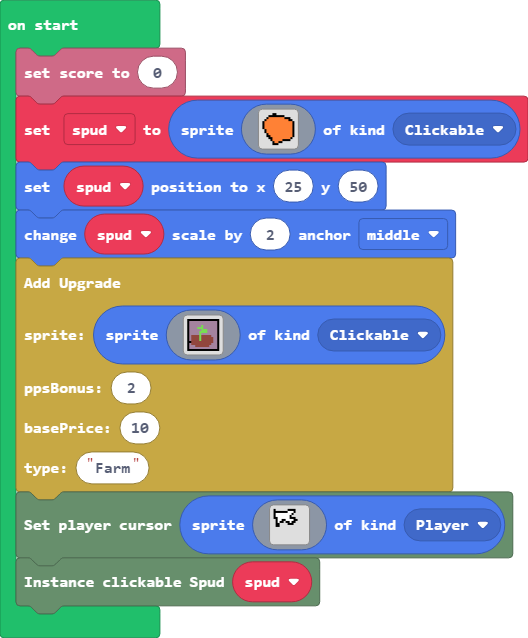 on start
set score to 0
set spud to sprite of kind Clickable
set spud position to x 25 y 50
change spud scale by 2 anchor middle
Add Upgrade
sprite: sprite of kind Clickable
ppsBonus: 2
basePrice: 10
type: "Farm"
Set player cursor sprite of kind Player
Instance clickable Spud spud